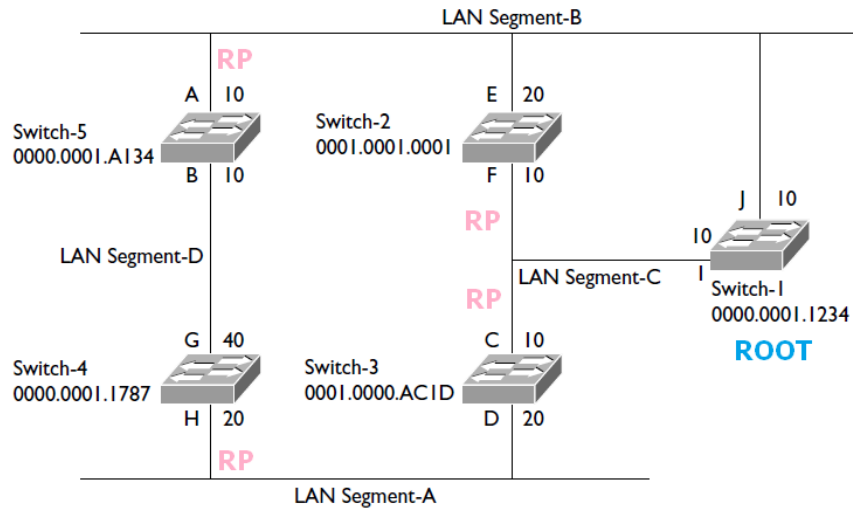 LAN Segment-B
RP
A 10
E 20
Switch-5
0000.0001.A134
Switch-2
0001.0001.0001
B 10
F 10
J 10
RP
10
LAN Segment-D
LAN Segment-C
I
Switch-I
0000.0001.1234
RP
ROOT
G 40
C 10
Switch-4
0000.0001.1787
Switch-3
0001.0000.AC1D
H 20
D 20
RP
LAN Segment-A